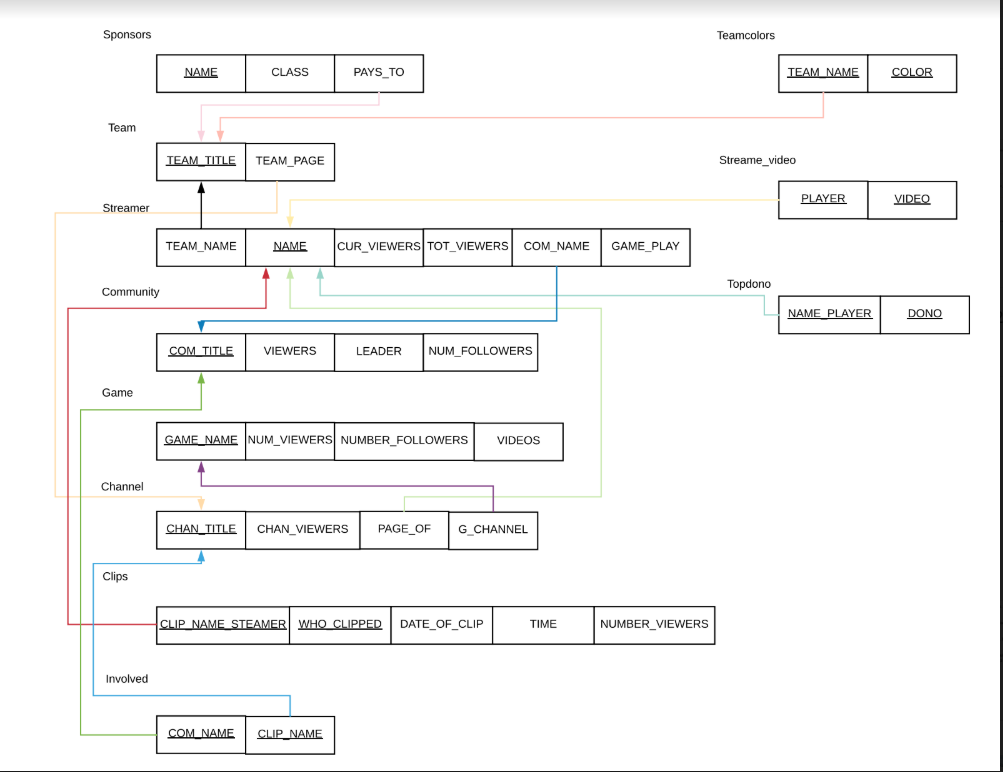 Sponsors
Teamcolors
NAME CLASS PAYS_TO
TEAM_NAME COLOR
Team
TEAM_TITLE TEAM_PAGE
Streame_video
PLAYER VIDEO
Streamer
TEAM_NAME NAME CUR_VIEWERS TOT_VIEWERS COM_NAME GAME_PLAY
Topdono
Community
NAME_PLAYER DONO
COM_TITLE VIEWERS LEADER NUM_FOLLOWERS
Game
GAME_NAME NUM_VIEWERS NUMBER_FOLLOWERS VIDEOS
Channel
CHAN_TITLE CHAN_VIEWERS PAGE_OF G_CHANNEL
Clips
CLIP_NAME_STEAMER WHO_CLIPPED DATE_OF_CLIP TIME NUMBER_VIEWERS
Involved
COM_NAME CLIP_NAME